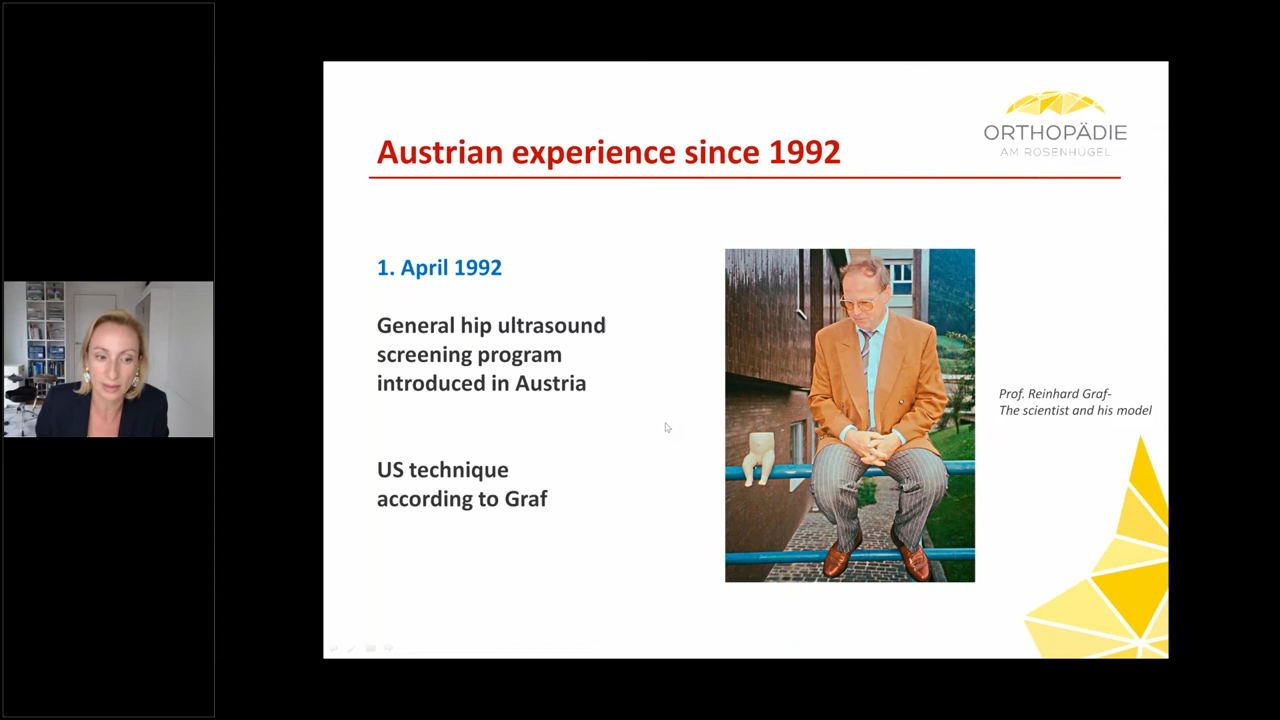 ORTHOPÄDIE
AM ROSENHÜGEL
Austrian experience since 1992
1. April 1992
General hip ultrasound
screening program
introduced in Austria
US technique
according to Graf
Prof. Reinhard Graf-
The scientist and his model